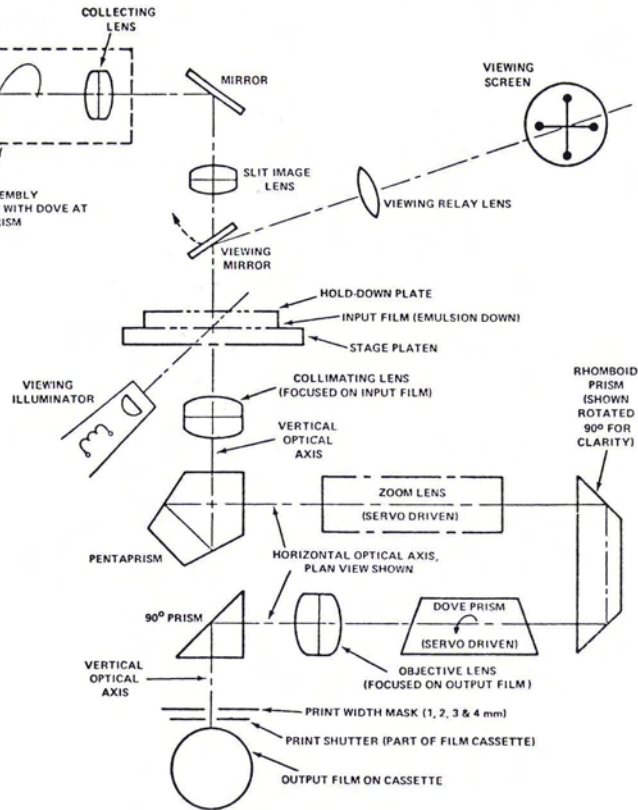 COLLECTING
LENS
MIRROR
VIEWING
SCREEN
SLIT IMAGE
LENS
WITH DOVE AT
VIEWING RELAY LENS
VIEWING
MIRROR
HOLD-DOWN PLATE
INPUT FILM (EMULSION DOWN)
STAGE PLATEN
VIEWING
ILLUMINATOR
COLLIMATING LENS
(FOCUSED ON INPUT FILM)
RHOMBOID
PRISM
(SHOWN
ROTATED
90° FOR
CLARITY)
VERTICAL
OPTICAL
AXIS
ZOOM LENS
(SERVO DRIVEN)
PENTAPRISM
HORIZONTAL OPTICAL AXIS,
PLAN VIEW SHOWN
90° PRISM
DOVE PRISM
(SERVO DRIVEN)
OBJECTIVE LENS
(FOCUSED ON OUTPUT FILM)
VERTICAL
OPTICAL
AXIS
PRINT WIDTH MASK (1, 2, 3 & 4 mm)
PRINT SHUTTER (PART OF FILM CASSETTE)
OUTPUT FILM ON CASSETTE